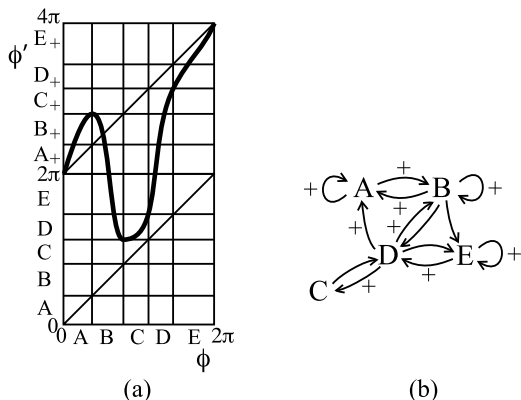 4π
E+
φ′
D+
C+
B+
A+
2π
E
D
C
B
A
0
0 A B C D E 2π
φ
(a)
+
+ A B +
+
+ +
+
D E +
+
C +
(b)